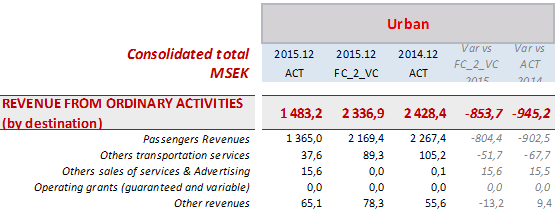 Urban
Consolidated total 2015.12 2015.12 2014.12 Var vs Var vs
MSEK ACT FC_2_VC ACT FC_2_VC ACT
2015 2014
REVENUE FROM ORDINARY ACTIVITIES 1 483,2 2 336,9 2 428,4 -853,7 -945,2
(by destination)
Passengers Revenues 1 365,0 2 169,4 2 267,4 -804,4 -902,5
Others transportation services 37,6 89,3 105,2 -51,7 -67,7
Others sales of services & Advertising 15,6 0,0 0,1 15,6 15,5
Operating grants (guaranteed and variable) 0,0 0,0 0,0 0,0 0,0
Other revenues 65,1 78,3 55,6 -13,2 9,4